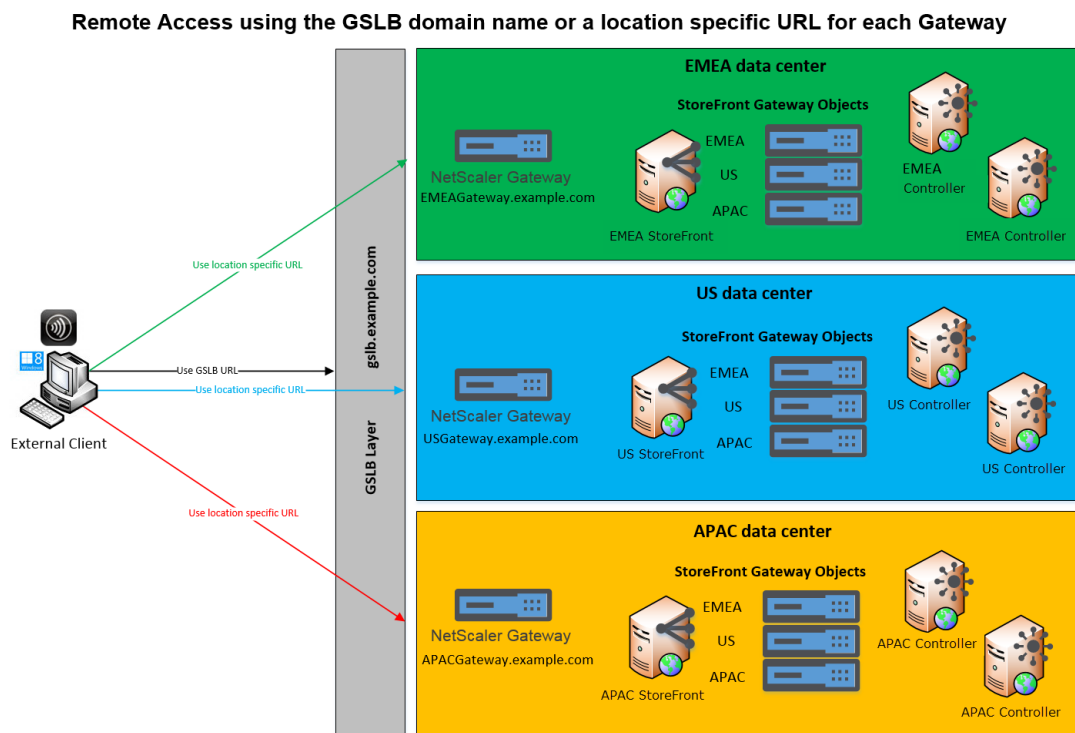 Remote Access using the GSLB domain name or a location specific URL for each Gateway
8
Windows
External Client
Use location specific URL
Use GSLB URL
Use location specific URL
Use location specific URL
gslb.example.com
GSLB Layer
EMEA data center
StoreFront Gateway Objects
NetScaler Gateway
EMEAGateway.example.com
EMEA StoreFront
EMEA
US
APAC
EMEA
Controller
EMEA Controller
US data center
StoreFront Gateway Objects
NetScaler Gateway
USGateway.example.com
US StoreFront
EMEA
US
APAC
US Controller
US Controller
APAC data center
StoreFront Gateway Objects
NetScaler Gateway
APACGateway.example.com
APAC StoreFront
EMEA
US
APAC
APAC Controller
APAC Controller